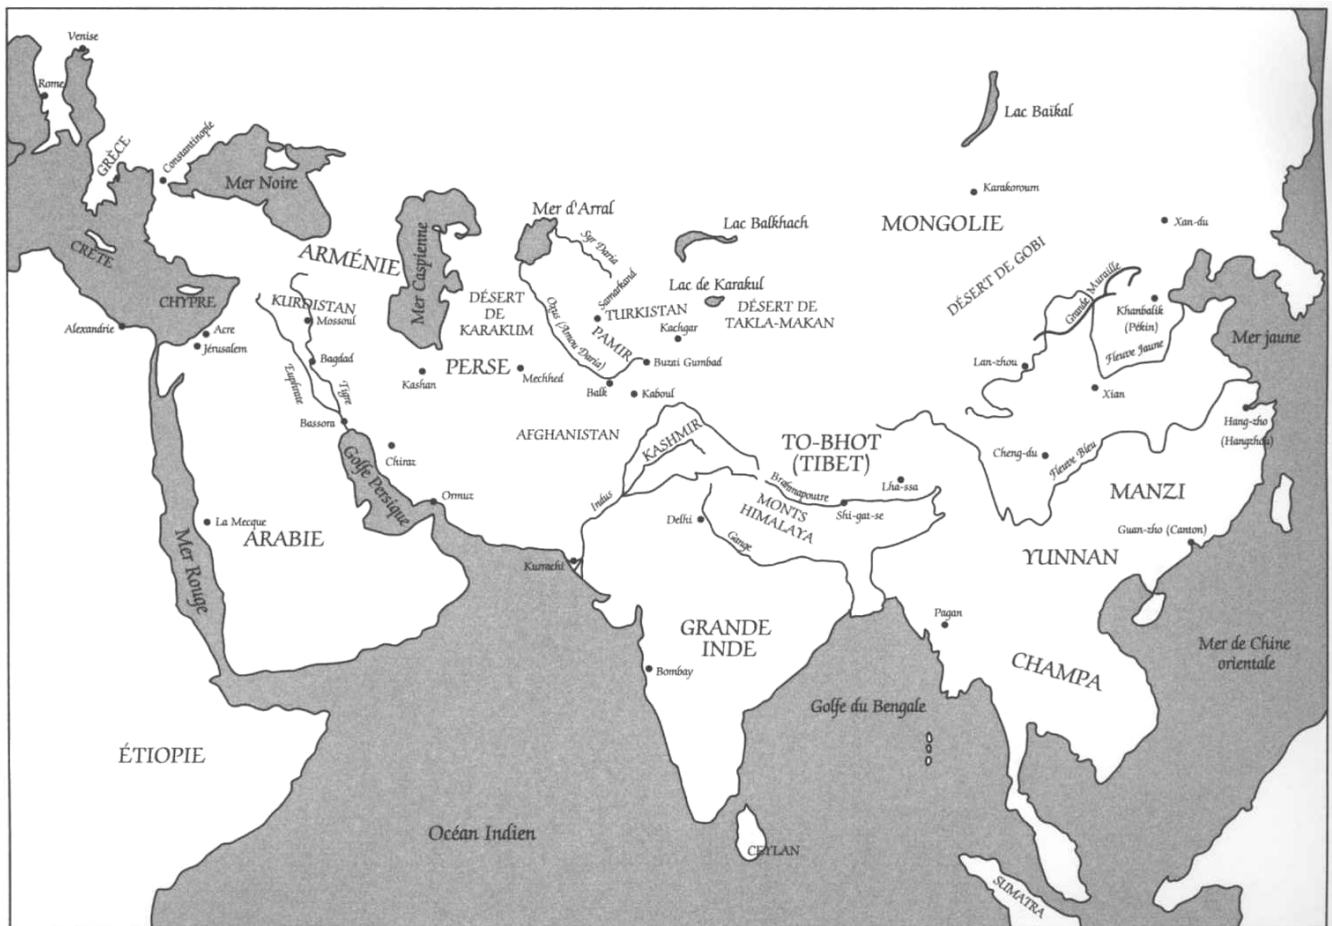 Venise
Rome
GRÈCE
Constantinople
Mer Noire
CRÈTE
CHYPRE
Alexandrie
Acre
Jérusalem
ARMÉNIE
KURDISTAN
Mossoul
Bagdad
Euphrate
Tigre
Bassora
Mer Caspienne
Mer d'Arral
Syr Daria
Samarkand
Oxus (Amou Daria)
DÉSERT
DE
KARAKUM
PERSE
Kashan
Mechhed
Chiraz
Golfe Persique
Ormuz
La Mecque
ARABIE
Mer Rouge
ÉTIOPIE
Lac Balkhach
Lac de Karakul
TURKISTAN
Kachgar
PAMIR
DÉSERT DE
TAKLA-MAKAN
Buzai Gumbad
Balk
Kaboul
AFGHANISTAN
KASHMIR
Indus
Kurrachi
Delhi
Gange
MONTS
HIMALAYA
Brahmapoutre
TO-BHOT
(TIBET)
Lha-ssa
Shi-gat-se
GRANDE
INDE
Bombay
CEYLAN
Océan Indien
Golfe du Bengale
Lac Baïkal
Karakoroum
MONGOLIE
Xan-du
DÉSERT DE GOBI
Grande Muraille
Khanbalik
(Pékin)
Fleuve Jaune
Mer jaune
Lan-zhou
Xian
Hang-zho
(Hangzhou)
Cheng-du
Fleuve Bleu
MANZI
Guan-zho (Canton)
YUNNAN
Pagan
CHAMPA
Mer de Chine
orientale
SUMATRA